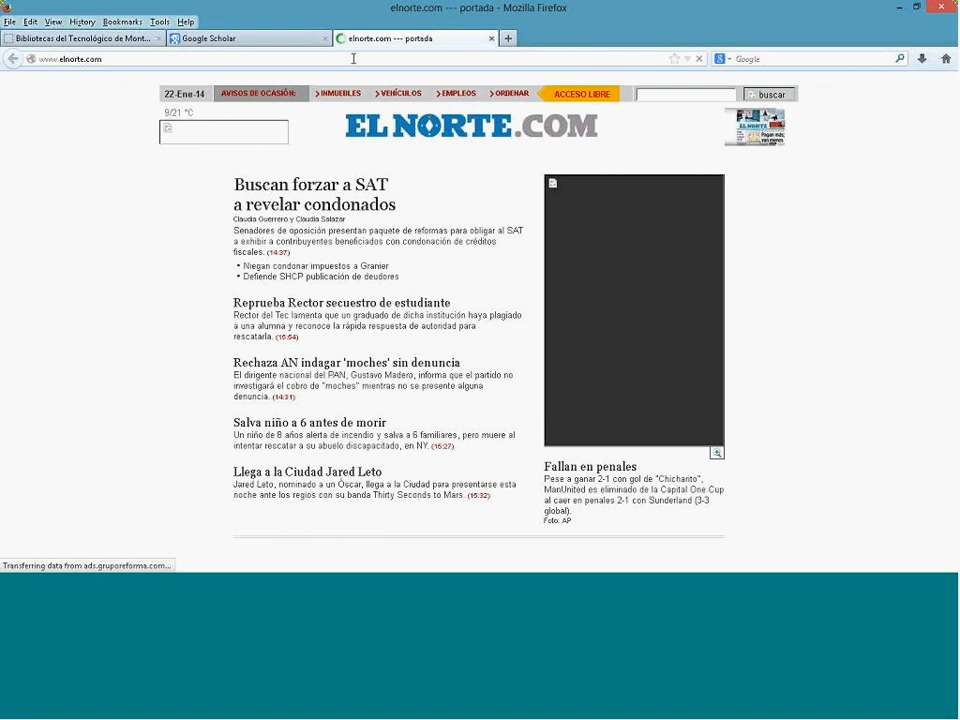 elnorte.com --- portada - Mozilla Firefox
File Edit View History Bookmarks Tools Help
Bibliotecas del Tecnológico de Mont... Google Scholar elnorte.com --- portada
www.elnorte.com Google
22-Ene-14 AVISOS DE OCASIÓN: INMUEBLES VEHÍCULOS EMPLEOS ORDENAR ACCESO LIBRE buscar
9/21 °C
EL NORTE.COM
Buscan forzar a SAT
a revelar condonados
Claudia Guerrero y Claudia Salazar
Senadores de oposición presentan paquete de reformas para obligar al SAT
a exhibir a contribuyentes beneficiados con condonación de créditos
fiscales. (14:37)
• Niegan condonar impuestos a Granier
• Defiende SHCP publicación de deudores
Reprueba Rector secuestro de estudiante
Rector del Tec lamenta que un graduado de dicha institución haya plagiado
a una alumna y reconoce la rápida respuesta de autoridad para
rescatarla. (15:54)
Rechaza AN indagar 'moches' sin denuncia
El dirigente nacional del PAN, Gustavo Madero, informa que el partido no
investigará el cobro de "moches" mientras no se presente alguna
denuncia. (14:31)
Salva niño a 6 antes de morir
Un niño de 8 años alerta de incendio y salva a 6 familiares, pero muere al
intentar rescatar a su abuelo discapacitado, en NY. (15:27)
Llega a la Ciudad Jared Leto
Jared Leto, nominado a un Óscar, llega a la Ciudad para presentarse esta
noche ante los regios con su banda Thirty Seconds to Mars. (15:32)
Fallan en penales
Pese a ganar 2-1 con gol de "Chicharito",
ManUnited es eliminado de la Capital One Cup
al caer en penales 2-1 con Sunderland (3-3
global).
Foto: AP
Transferring data from ads.gruporeforma.com...